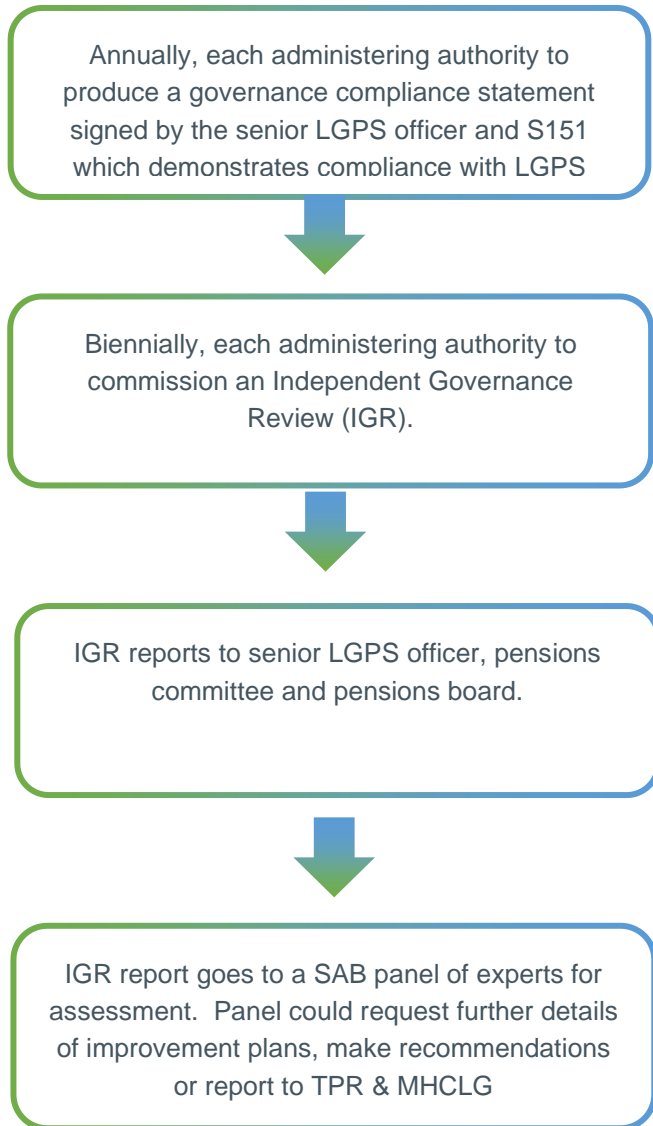 Annually, each administering authority to
produce a governance compliance statement
signed by the senior LGPS officer and S151
which demonstrates compliance with LGPS
Biennially, each administering authority to
commission an Independent Governance
Review (IGR).
IGR reports to senior LGPS officer, pensions
committee and pensions board.
IGR report goes to a SAB panel of experts for
assessment.  Panel could request further details
of improvement plans, make recommendations
or report to TPR & MHCLG